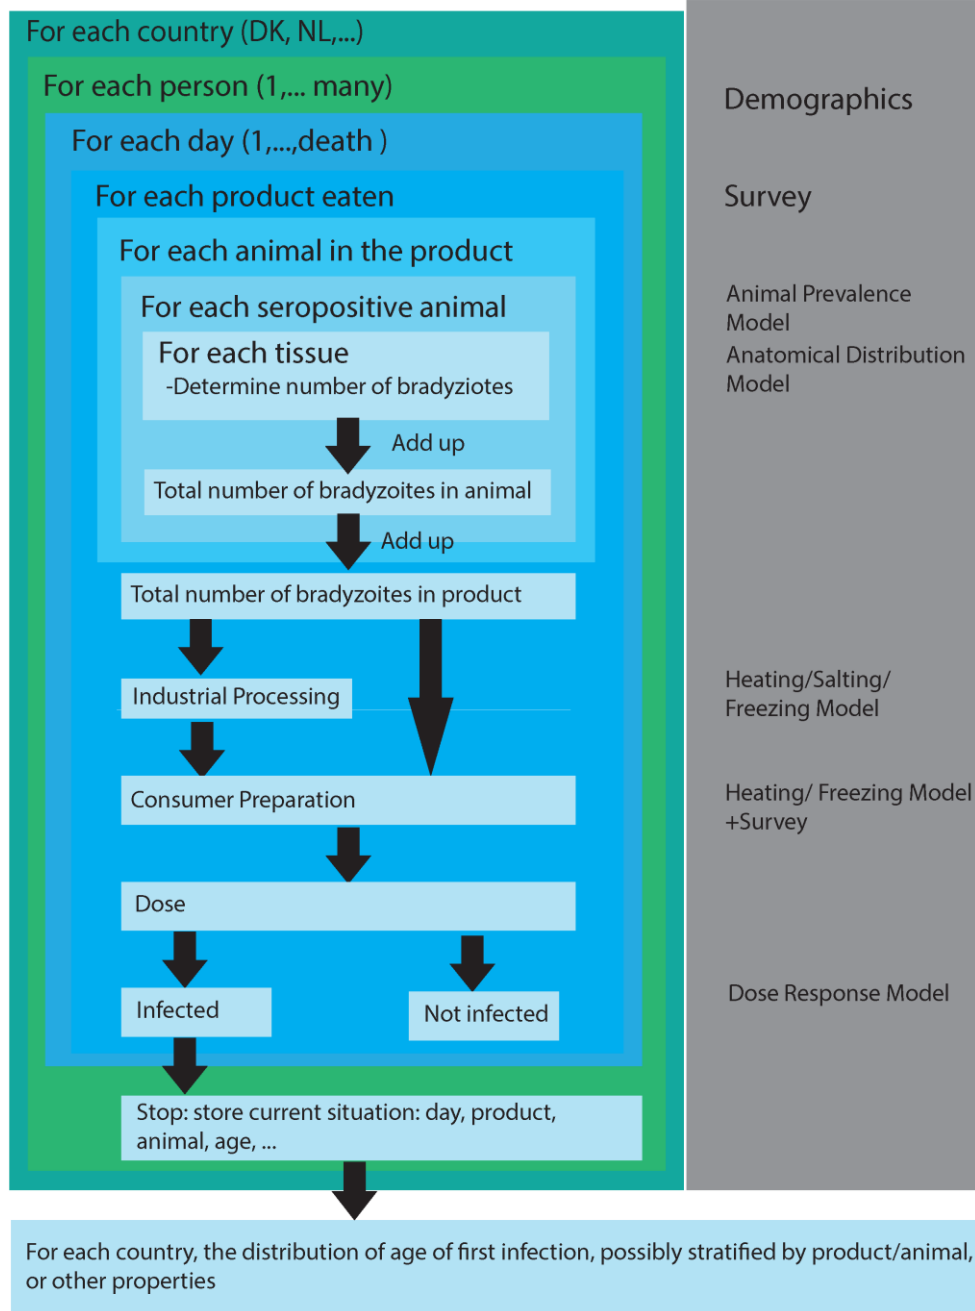 For each country (DK, NL,...)
For each person (1,... many)
Demographics
For each day (1,...,death )
For each product eaten
Survey
For each animal in the product
For each seropositive animal
Animal Prevalence
Model
For each tissue
Anatomical Distribution
Model
-Determine number of bradyziotes
Add up
Total number of bradyzoites in animal
Add up
Total number of bradyzoites in product
Industrial Processing
Heating/Salting/
Freezing Model
Consumer Preparation
Heating/ Freezing Model
+Survey
Dose
Infected
Not infected
Dose Response Model
Stop: store current situation: day, product,
animal, age, ...
For each country, the distribution of age of first infection, possibly stratified by product/animal,
or other properties